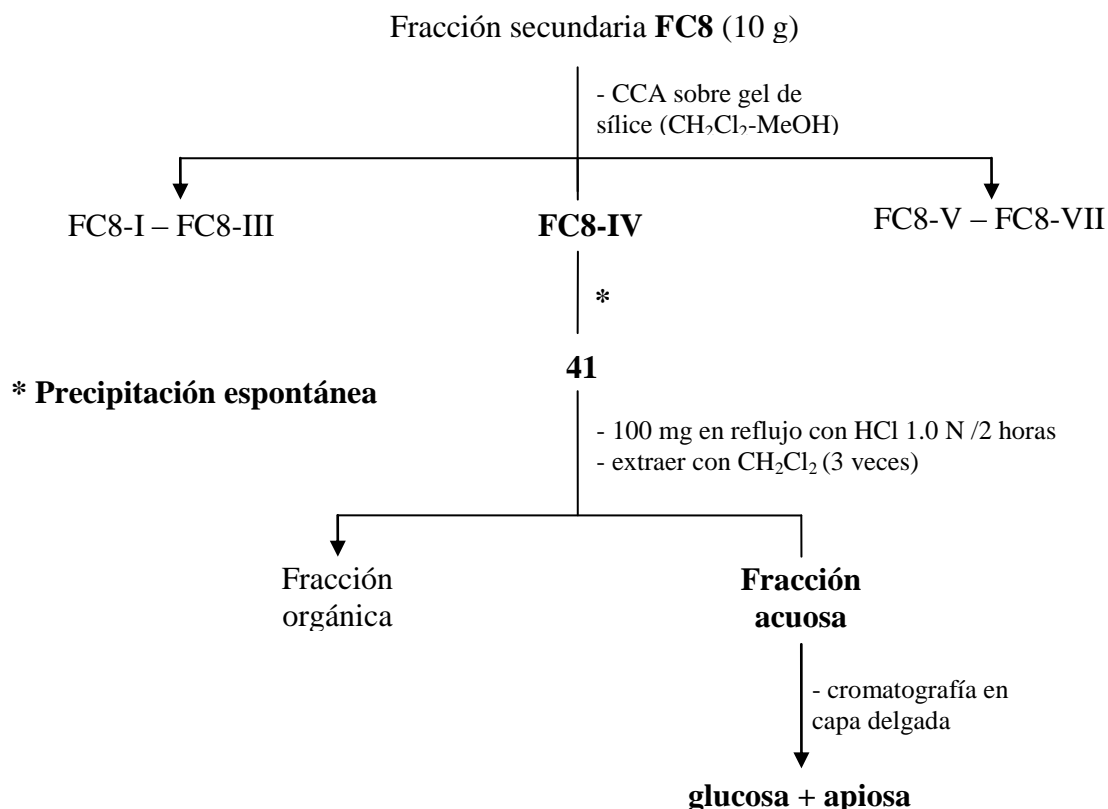 Fracción secundaria FC8 (10 g)
- CCA sobre gel de
sílice (CH₂Cl₂-MeOH)
FC8-I – FC8-III
FC8-IV
FC8-V – FC8-VII
*
41
* Precipitación espontánea
- 100 mg en reflujo con HCl 1.0 N /2 horas
- extraer con CH₂Cl₂ (3 veces)
Fracción
orgánica
Fracción
acuosa
- cromatografía en
capa delgada
glucosa + apiosa